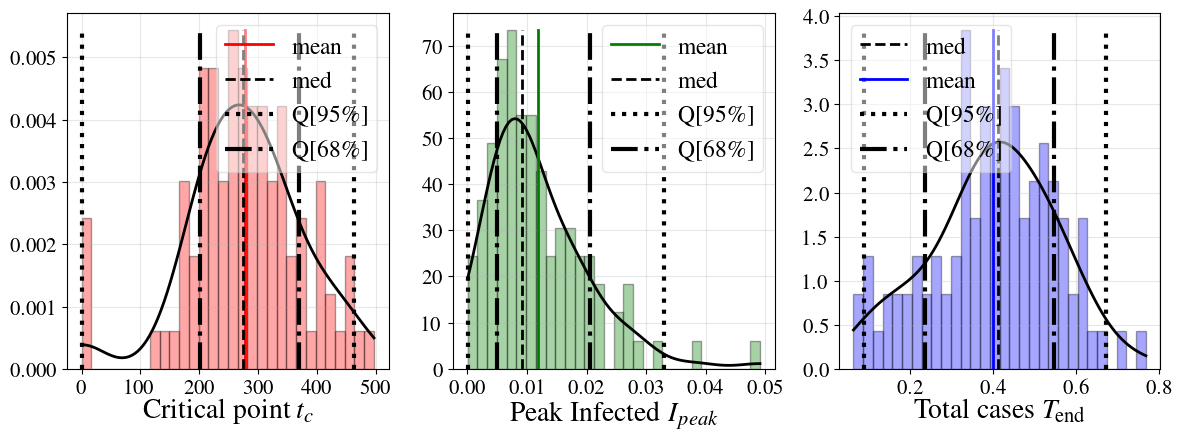 0.005
0.004
0.003
0.002
0.001
0.000
0
100
200
300
400
500
mean
med
Q[95%]
Q[68%]
Critical point t_c
70
60
50
40
30
20
10
0
0.00
0.01
0.02
0.03
0.04
0.05
mean
med
Q[95%]
Q[68%]
Peak Infected I_peak
4.0
3.5
3.0
2.5
2.0
1.5
1.0
0.5
0.0
0.2
0.4
0.6
0.8
med
mean
Q[95%]
Q[68%]
Total cases T_end